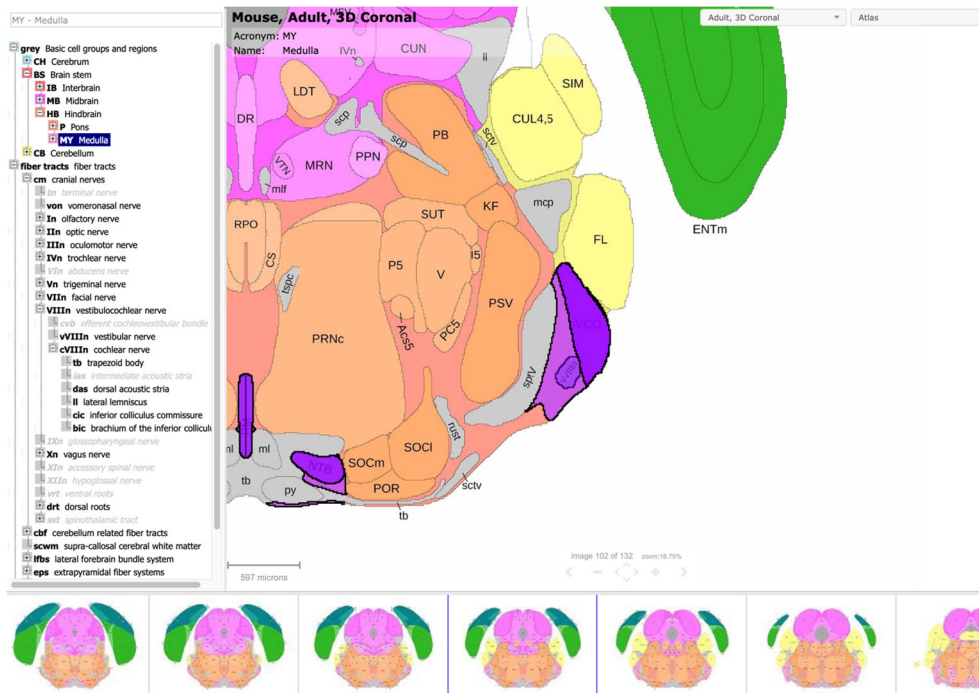 MY - Medulla
grey Basic cell groups and regions
CH Cerebrum
BS Brain stem
IB Interbrain
MB Midbrain
HB Hindbrain
P Pons
MY Medulla
CB Cerebellum
fiber tracts fiber tracts
cm cranial nerves
tn terminal nerve
von vomeronasal nerve
In olfactory nerve
IIn optic nerve
IIIn oculomotor nerve
IVn trochlear nerve
VIn abducens nerve
Vn trigeminal nerve
VIIn facial nerve
VIIIn vestibulocochlear nerve
cvb efferent cochleovestibular bundle
vVIIIn vestibular nerve
cVIIIn cochlear nerve
tb trapezoid body
ias intermediate acoustic stria
das dorsal acoustic stria
ll lateral lemniscus
cic inferior colliculus commissure
bic brachium of the inferior collicul
IXn glossopharyngeal nerve
Xn vagus nerve
XIn accessory spinal nerve
XIIn hypoglossal nerve
vrt ventral roots
drt dorsal roots
sst spinothalamic tract
cbf cerebellum related fiber tracts
scwm supra-callosal cerebral white matter
lfbs lateral forebrain bundle system
eps extrapyramidal fiber systems
Mouse, Adult, 3D Coronal
Acronym: MY
Name: Medulla
Adult, 3D Coronal
Atlas
MEV
IVn
CUN
ll
SIM
LDT
CUL4,5
DR
scp
PB
scp
sctv
MRN
PPN
VTN
mlf
mcp
KF
SUT
RPO
ENTm
FL
CS
P5
V
I5
tspc
PSV
PRNc
Acs5
PC5
VCO
sptV
vVIIIn
rust
SOCl
ml
ml
NTB
SOCm
tb
py
POR
sctv
tb
597 microns
image 102 of 132 zoom:16.75%